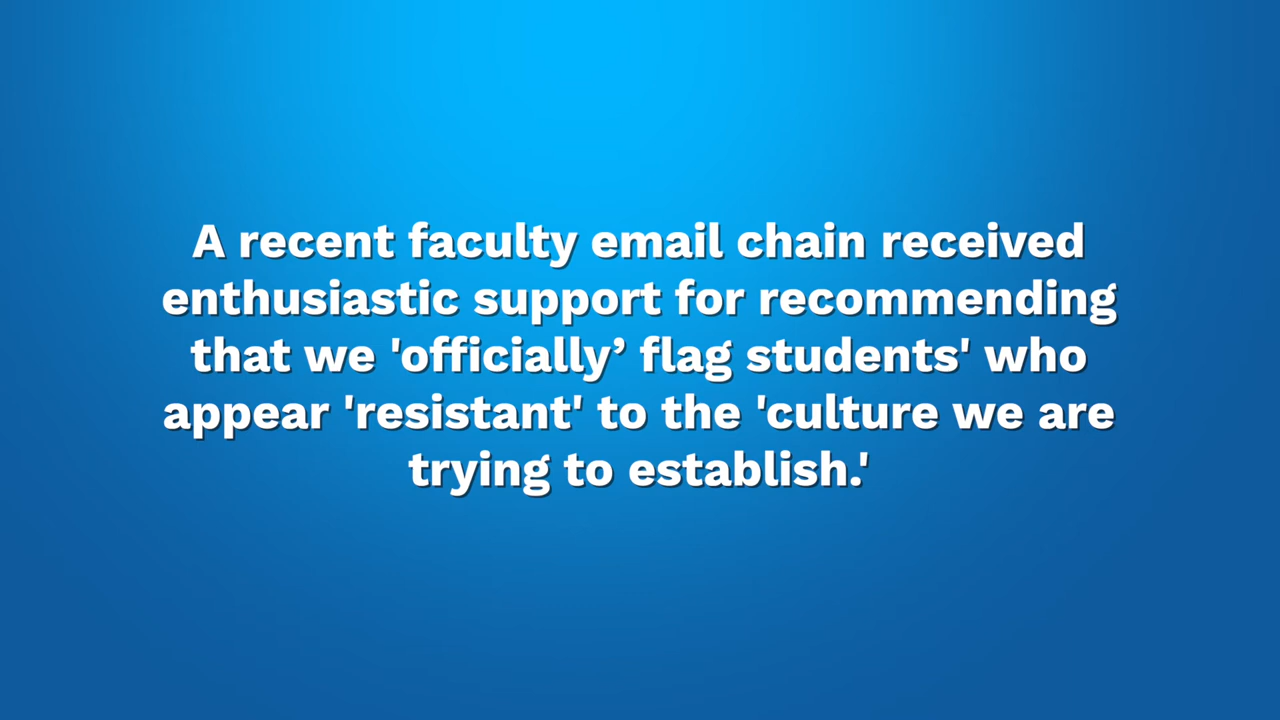 A recent faculty email chain received
enthusiastic support for recommending
that we 'officially’ flag students' who
appear 'resistant' to the 'culture we are
trying to establish.'